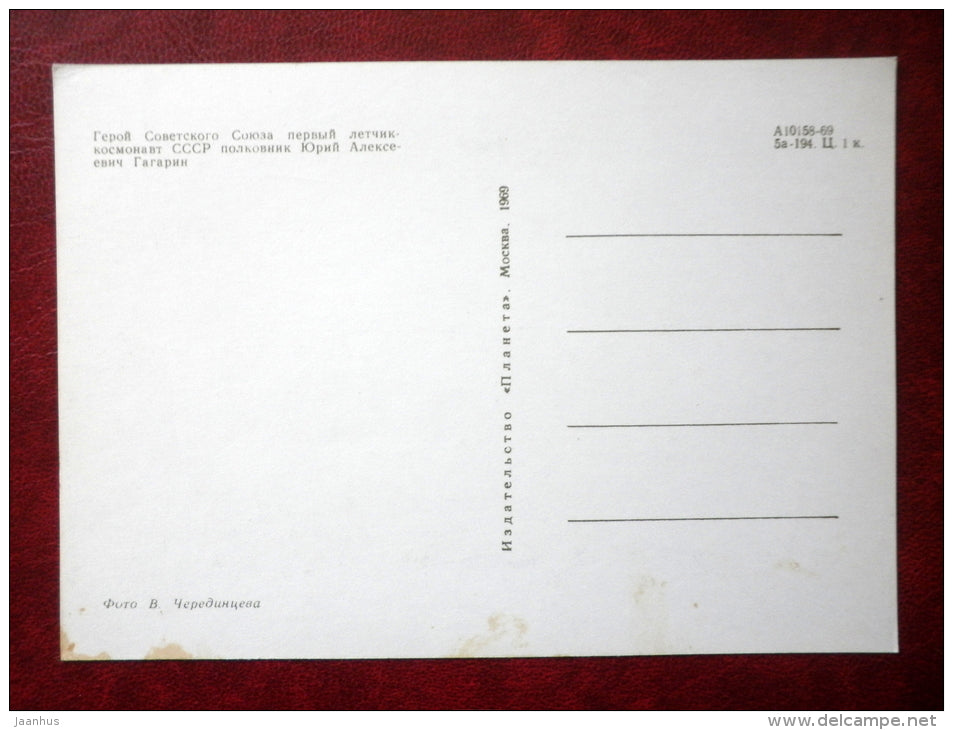 Герой Советского Союза первый летчик-
космонавт СССР полковник Юрий Алексе-
евич Гагарин
А10158-69
5а-194. Ц. 1 к.
Издательство «Планета». Москва. 1969
Фото В. Черединцева
jaanhus
www.delcampe.net